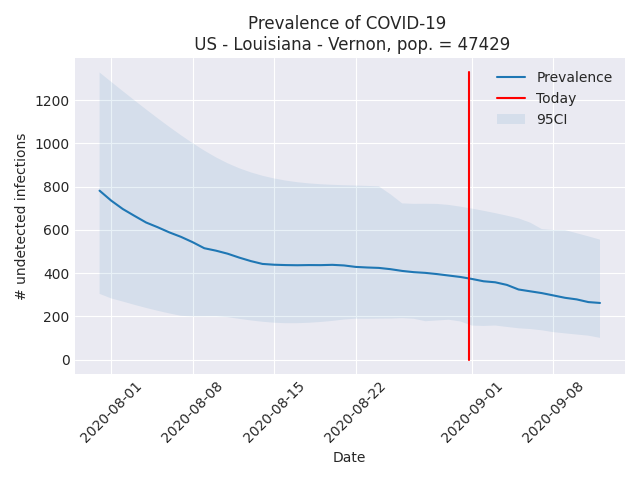 Prevalence of COVID-19
US - Louisiana - Vernon, pop. = 47429
Prevalence
Today
95CI
# undetected infections
1200
1000
800
600
400
200
0
2020-08-01
2020-08-08
2020-08-15
2020-08-22
2020-09-01
2020-09-08
Date